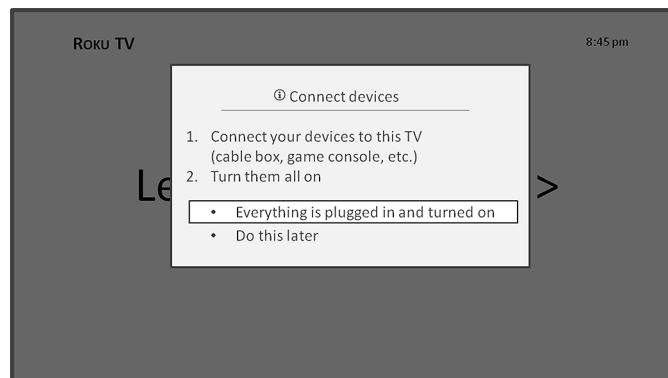 ROKU TV
8:45 pm
ⓘ Connect devices
1. Connect your devices to this TV
(cable box, game console, etc.)
2. Turn them all on
Le >
• Everything is plugged in and turned on
• Do this later